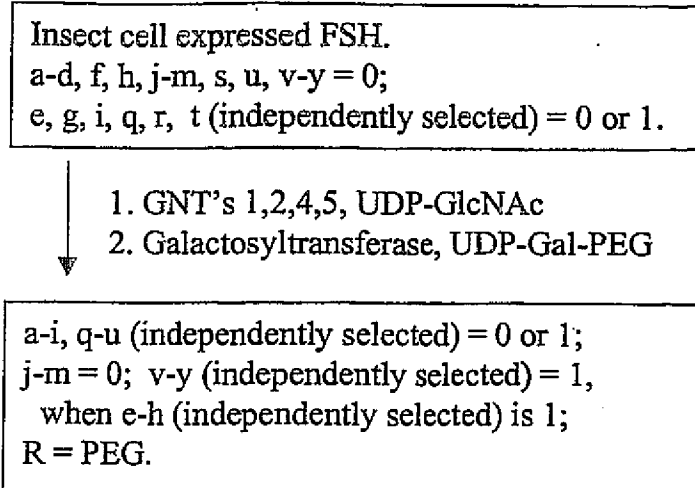 Insect cell expressed FSH.
a-d, f, h, j-m, s, u, v-y = 0;
e, g, i, q, r, t (independently selected) = 0 or 1.
1. GNT's 1,2,4,5, UDP-GlcNAc
2. Galactosyltransferase, UDP-Gal-PEG
a-i, q-u (independently selected) = 0 or 1;
j-m = 0; v-y (independently selected) = 1,
when e-h (independently selected) is 1;
R = PEG.